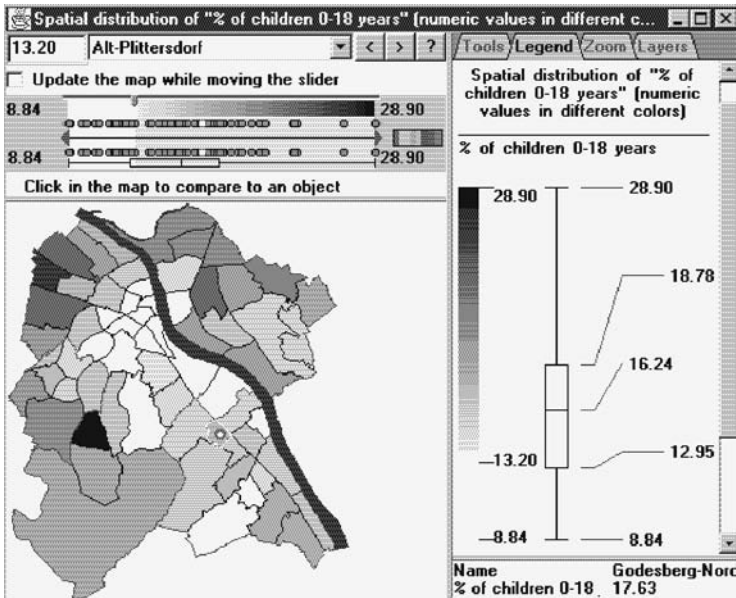 Spatial distribution of "% of children 0-18 years" (numeric values in different c...
13.20 Alt-Plittersdorf < > ?
Update the map while moving the slider
8.84 28.90
8.84 28.90
Click in the map to compare to an object
Tools Legend Zoom Layers
Spatial distribution of "% of
children 0-18 years" (numeric
values in different colors)
% of children 0-18 years
28.90 28.90
18.78
16.24
13.20 12.95
8.84 8.84
Name Godesberg-Nord
% of children 0-18 17.63